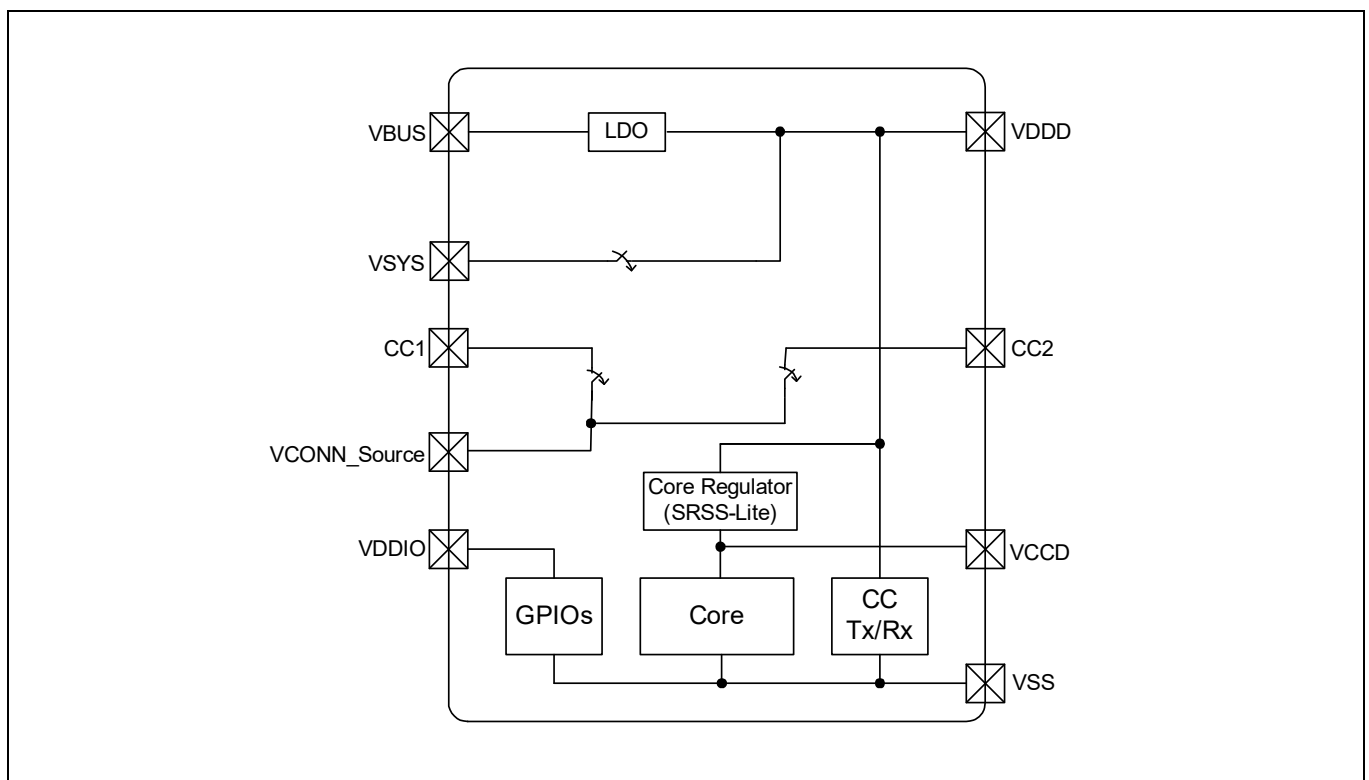 VBUS
LDO
VDDD
VSYS
CC1
CC2
VCONN_Source
Core Regulator
(SRSS-Lite)
VDDIO
VCCD
GPIOs
Core
CC
Tx/Rx
VSS